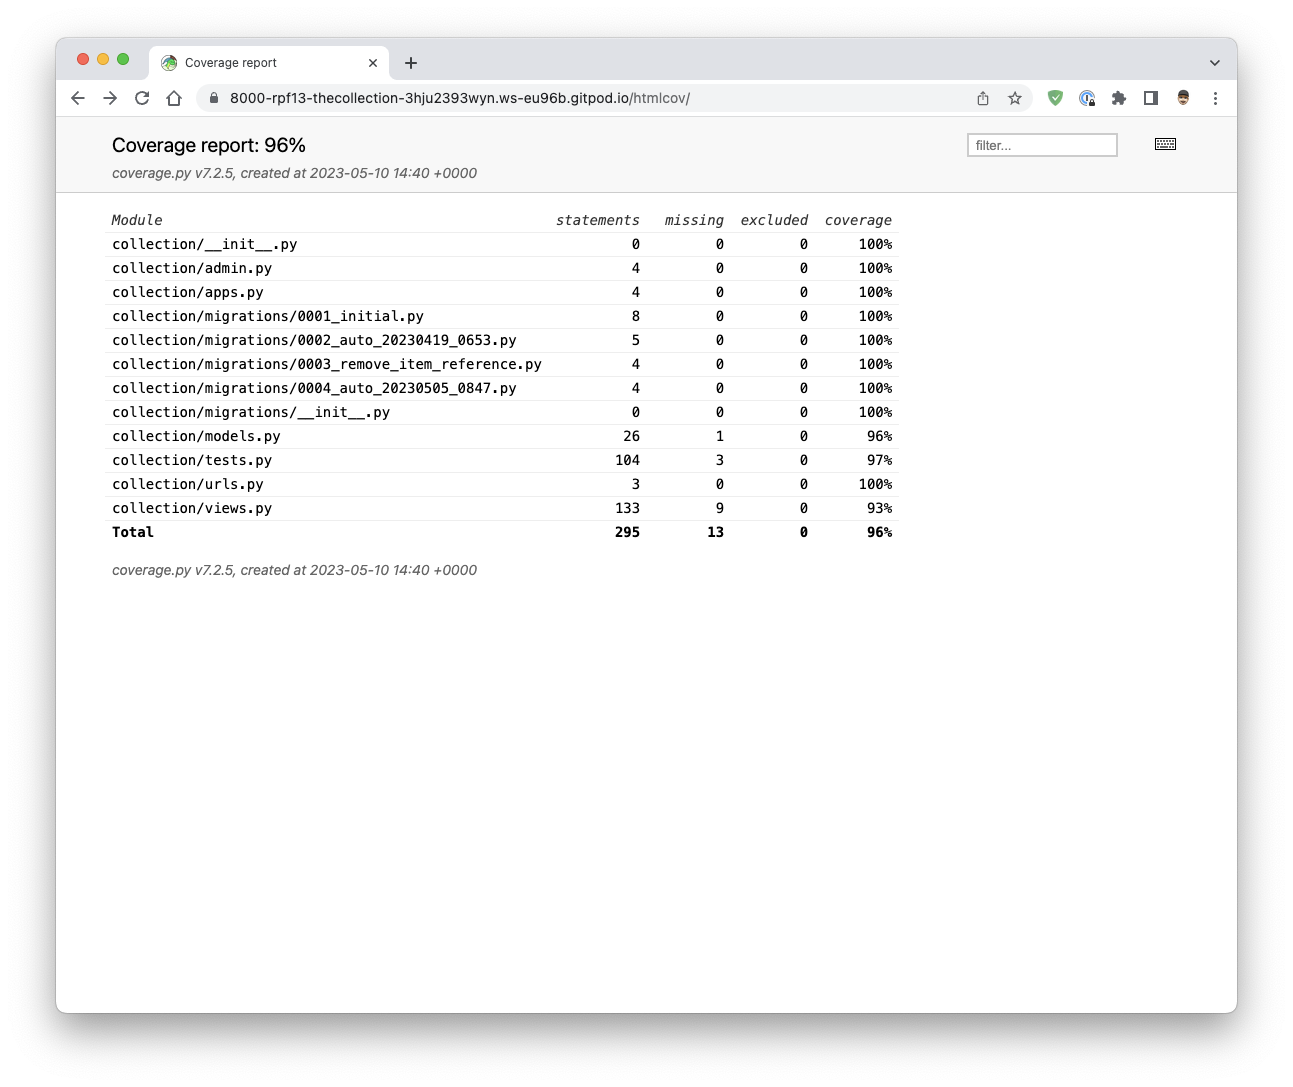 Coverage report
8000-rpf13-thecollection-3hju2393wyn.ws-eu96b.gitpod.io/htmlcov/
Coverage report: 96%
filter...
coverage.py v7.2.5, created at 2023-05-10 14:40 +0000
Module statements missing excluded coverage
collection/__init__.py 0 0 0 100%
collection/admin.py 4 0 0 100%
collection/apps.py 4 0 0 100%
collection/migrations/0001_initial.py 8 0 0 100%
collection/migrations/0002_auto_20230419_0653.py 5 0 0 100%
collection/migrations/0003_remove_item_reference.py 4 0 0 100%
collection/migrations/0004_auto_20230505_0847.py 4 0 0 100%
collection/migrations/__init__.py 0 0 0 100%
collection/models.py 26 1 0 96%
collection/tests.py 104 3 0 97%
collection/urls.py 3 0 0 100%
collection/views.py 133 9 0 93%
Total 295 13 0 96%
coverage.py v7.2.5, created at 2023-05-10 14:40 +0000